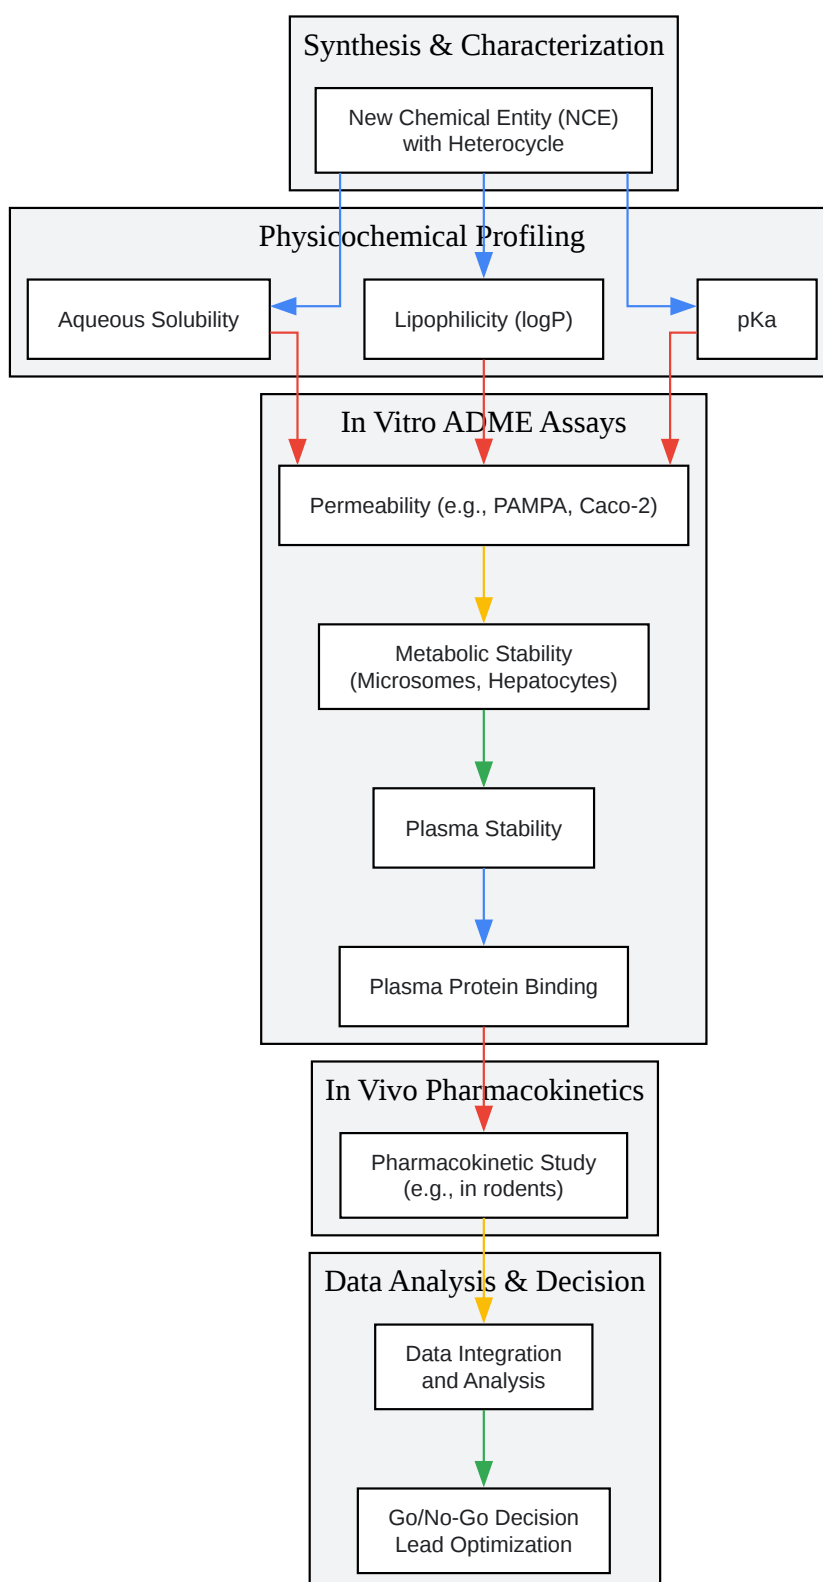 Synthesis & Characterization
New Chemical Entity (NCE)
with Heterocycle
Physicochemical Profiling
Aqueous Solubility
Lipophilicity (logP)
pKa
In Vitro ADME Assays
Permeability (e.g., PAMPA, Caco-2)
Metabolic Stability
(Microsomes, Hepatocytes)
Plasma Stability
Plasma Protein Binding
In Vivo Pharmacokinetics
Pharmacokinetic Study
(e.g., in rodents)
Data Analysis & Decision
Data Integration
and Analysis
Go/No-Go Decision
Lead Optimization